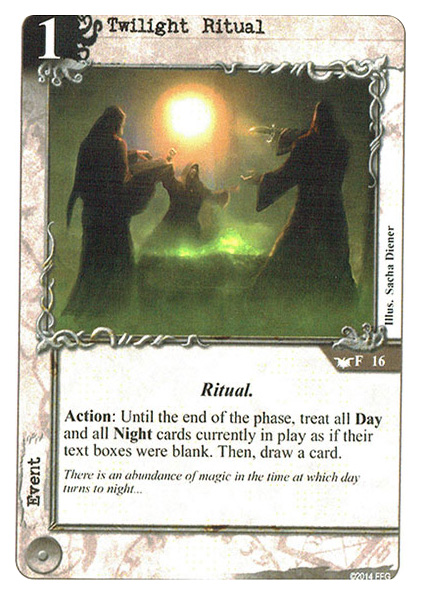 1
Twilight Ritual
Illus. Sacha Diener
F 16
Ritual.
Action: Until the end of the phase, treat all Day
and all Night cards currently in play as if their
text boxes were blank. Then, draw a card.
There is an abundance of magic in the time at which day
turns to night...
Event
©2014 FFG